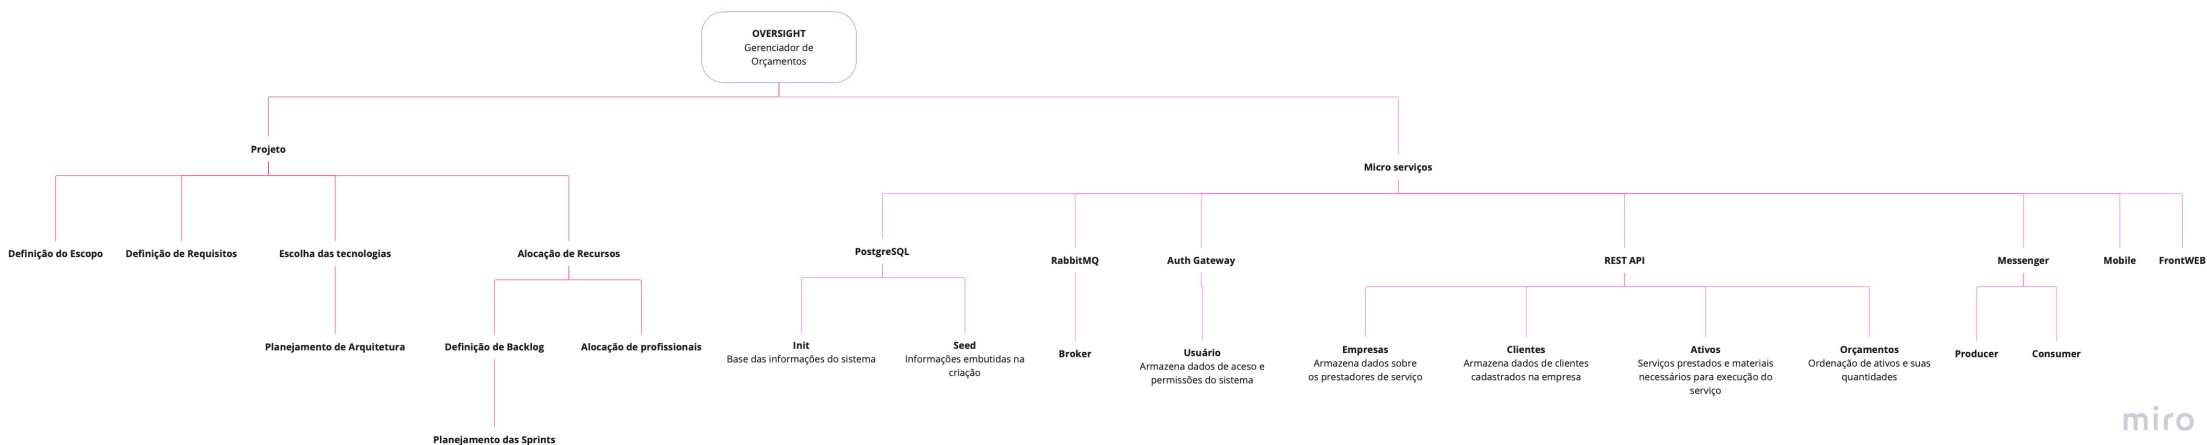 OVERSIGHT
Gerenciador de
Orçamentos
Projeto
Micro serviços
Definição do Escopo
Definição de Requisitos
Escolha das tecnologias
Alocação de Recursos
PostgreSQL
RabbitMQ
Auth Gateway
REST API
Messenger
Mobile
FrontWEB
Planejamento de Arquitetura
Definição de Backlog
Alocação de profissionais
Init
Base das informações do sistema
Seed
Informações embutidas na
criação
Broker
Usuário
Armazena dados de aceso e
permissões do sistema
Empresas
Armazena dados sobre
os prestadores de serviço
Clientes
Armazena dados de clientes
cadastrados na empresa
Ativos
Serviços prestados e materiais
necessários para execução do
serviço
Orçamentos
Ordenação de ativos e suas
quantidades
Producer
Consumer
Planejamento das Sprints
miro